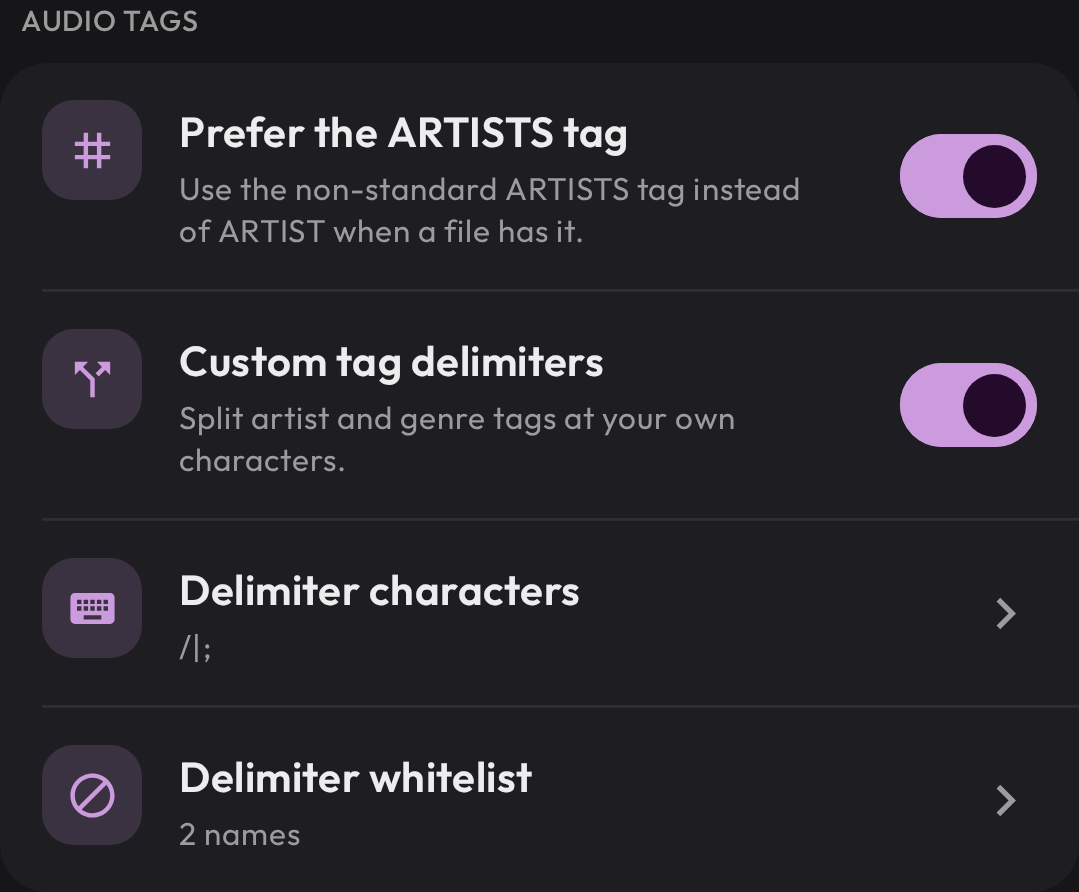 AUDIO TAGS
Prefer the ARTISTS tag
Use the non-standard ARTISTS tag instead
of ARTIST when a file has it.
Custom tag delimiters
Split artist and genre tags at your own
characters.
Delimiter characters
/|;
Delimiter whitelist
2 names